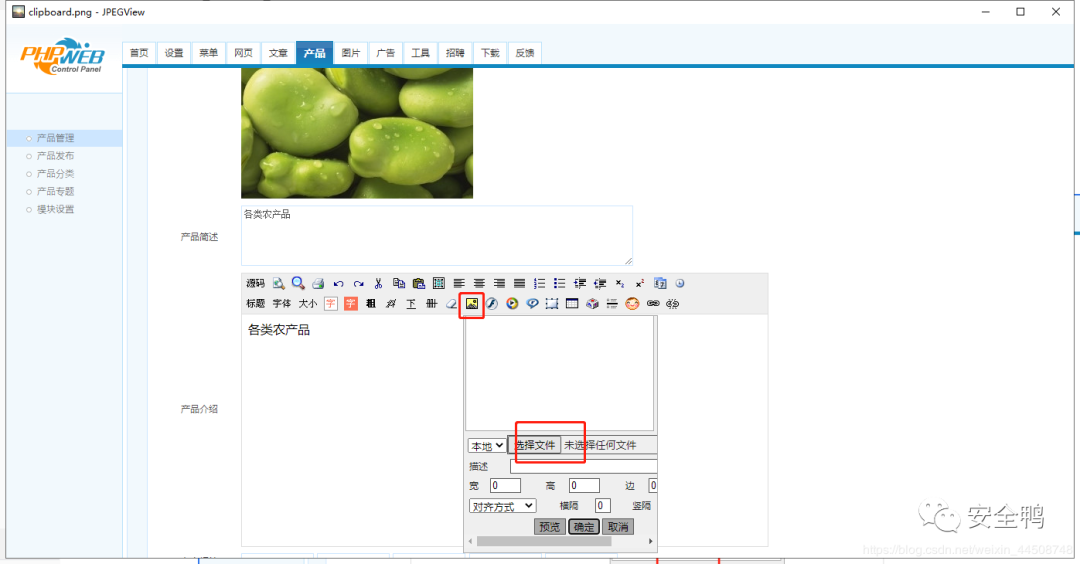 clipboard.png - JPEGView
PHPWEB
Control Panel
首页 设置 菜单 网页 文章 产品 图片 广告 工具 招聘 下载 反馈
产品管理
产品发布
产品分类
产品专题
模块设置
产品简述
各类农产品
源码
标题 字体 大小 字 字 粗 斜 下 册
各类农产品
产品介绍
本地 选择文件 未选择任何文件
描述
宽 0 高 0 边 0
对齐方式 横隔 0 竖隔
预览 确定 取消
安全鸭
https://blog.csdn.net/weixin_44508748